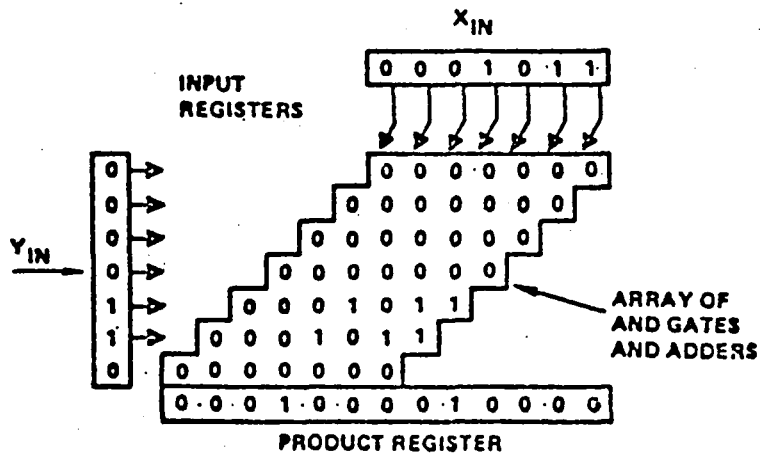 X IN
0 0 0 1 0 1 1
INPUT
REGISTERS
0 0 0 0 0 0 0 0
0 0 0 0 0 0 0 0
0 0 0 0 0 0 0
Y IN
0 0 0 0 0 0 0 0
1 0 0 0 1 0 1 1
ARRAY OF
AND GATES
AND ADDERS
1 0 0 0 1 0 1 1
0 0 0 0 0 0 0 0
0 0 0 1 0 0 0 0 1 0 0 0 0
PRODUCT REGISTER